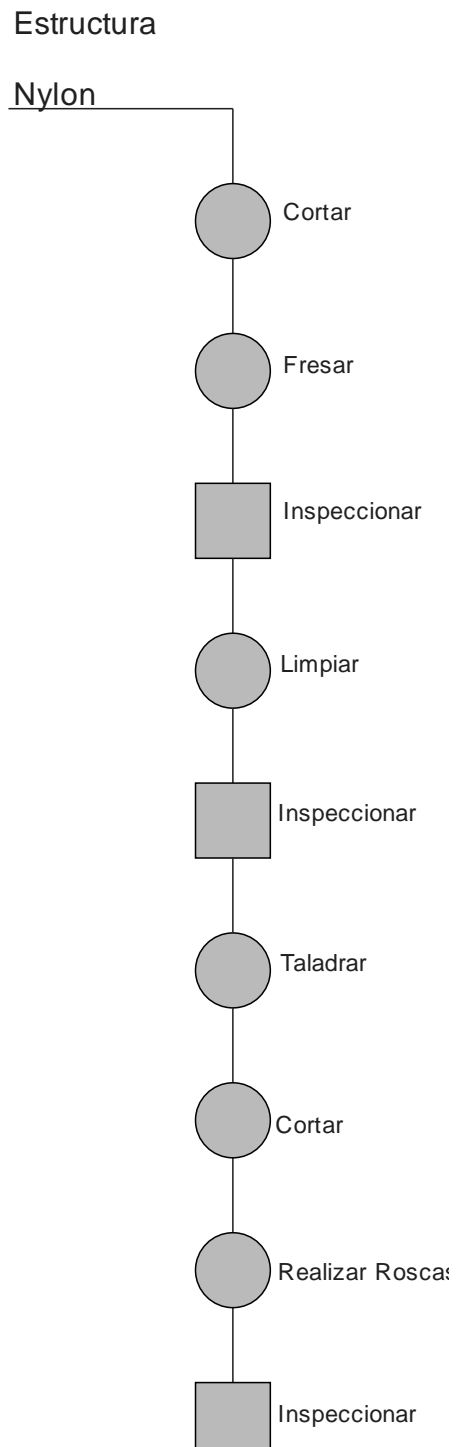 Estructura
Nylon
Cortar
Fresar
Inspeccionar
Limpiar
Inspeccionar
Taladrar
Cortar
Realizar Roscas
Inspeccionar